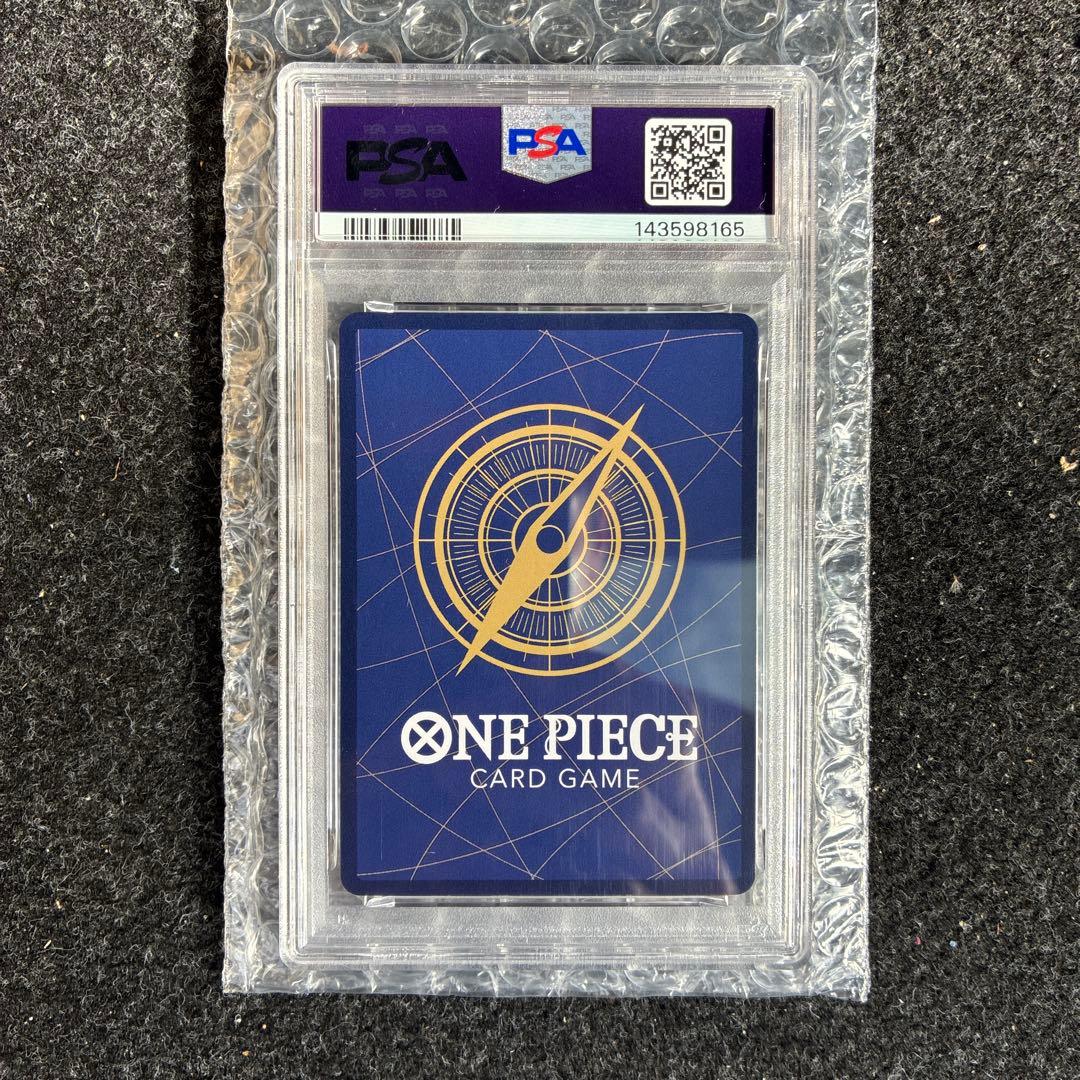 PSA
PSA
143598165
ONE PIECE
CARD GAME